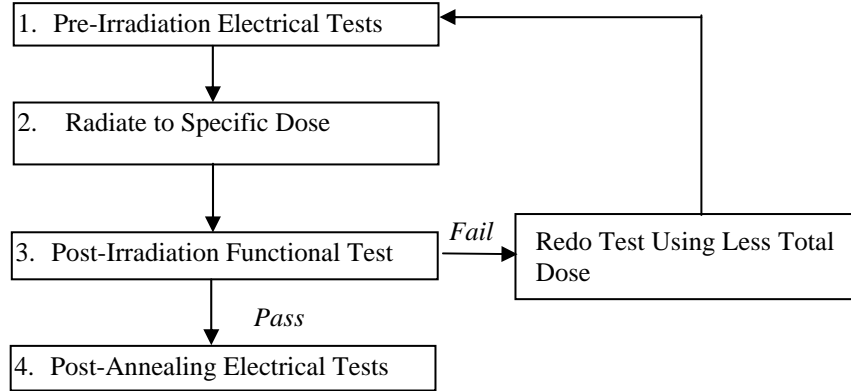 1. Pre-Irradiation Electrical Tests
2. Radiate to Specific Dose
3. Post-Irradiation Functional Test
Fail
Redo Test Using Less Total
Dose
Pass
4. Post-Annealing Electrical Tests